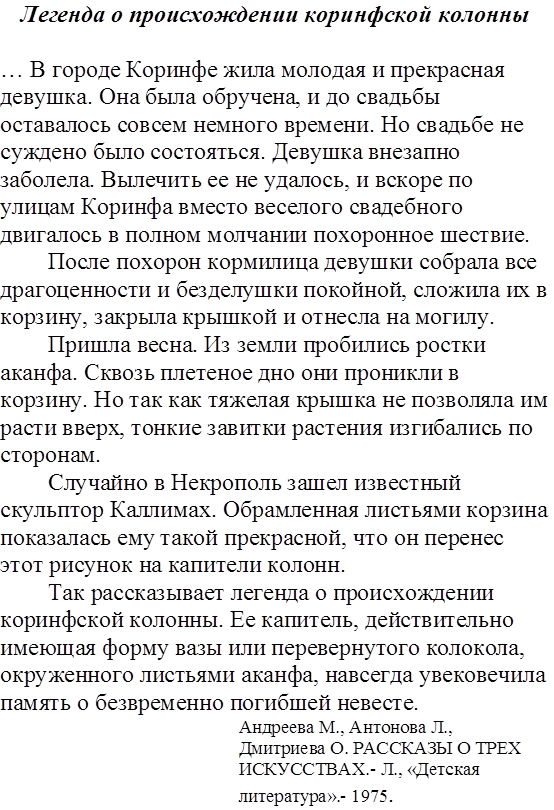 Легенда о происхождении коринфской колонны
… В городе Коринфе жила молодая и прекрасная
девушка. Она была обручена, и до свадьбы
оставалось совсем немного времени. Но свадьбе не
суждено было состояться. Девушка внезапно
заболела. Вылечить ее не удалось, и вскоре по
улицам Коринфа вместо веселого свадебного
двигалось в полном молчании похоронное шествие.
После похорон кормилица девушки собрала все
драгоценности и безделушки покойной, сложила их в
корзину, закрыла крышкой и отнесла на могилу.
Пришла весна. Из земли пробились ростки
аканфа. Сквозь плетеное дно они проникли в
корзину. Но так как тяжелая крышка не позволяла им
расти вверх, тонкие завитки растения изгибались по
сторонам.
Случайно в Некрополь зашел известный
скульптор Каллимах. Обрамленная листьями корзина
показалась ему такой прекрасной, что он перенес
этот рисунок на капители колонн.
Так рассказывает легенда о происхождении
коринфской колонны. Ее капитель, действительно
имеющая форму вазы или перевернутого колокола,
окруженного листьями аканфа, навсегда увековечила
память о безвременно погибшей невесте.
Андреева М., Антонова Л.,
Дмитриева О. РАССКАЗЫ О ТРЕХ
ИСКУССТВАХ.- Л., «Детская
литература».- 1975.